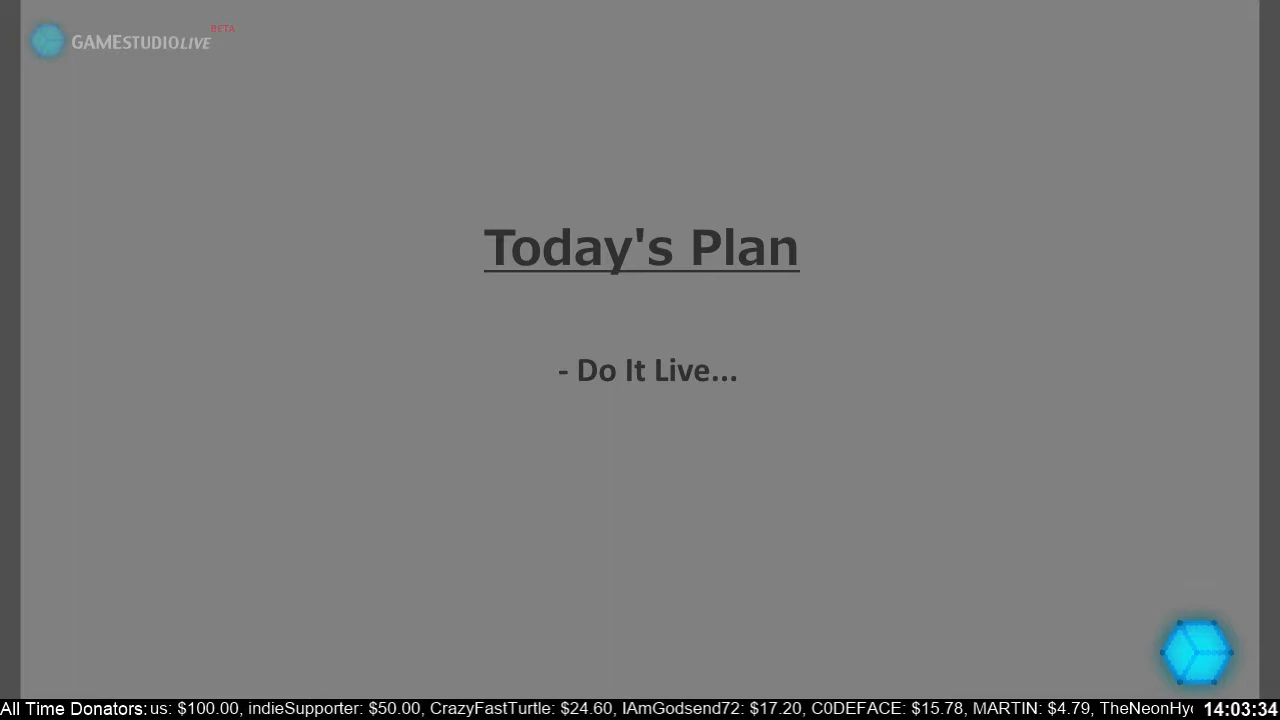 BETA
GAMESTUDIOLIVE
Today's Plan
- Do It Live...
All Time Donators: us: $100.00, indieSupporter: $50.00, CrazyFastTurtle: $24.60, IAmGodsend72: $17.20, C0DEFACE: $15.78, MARTIN: $4.79, TheNeonHyd 14:03:34